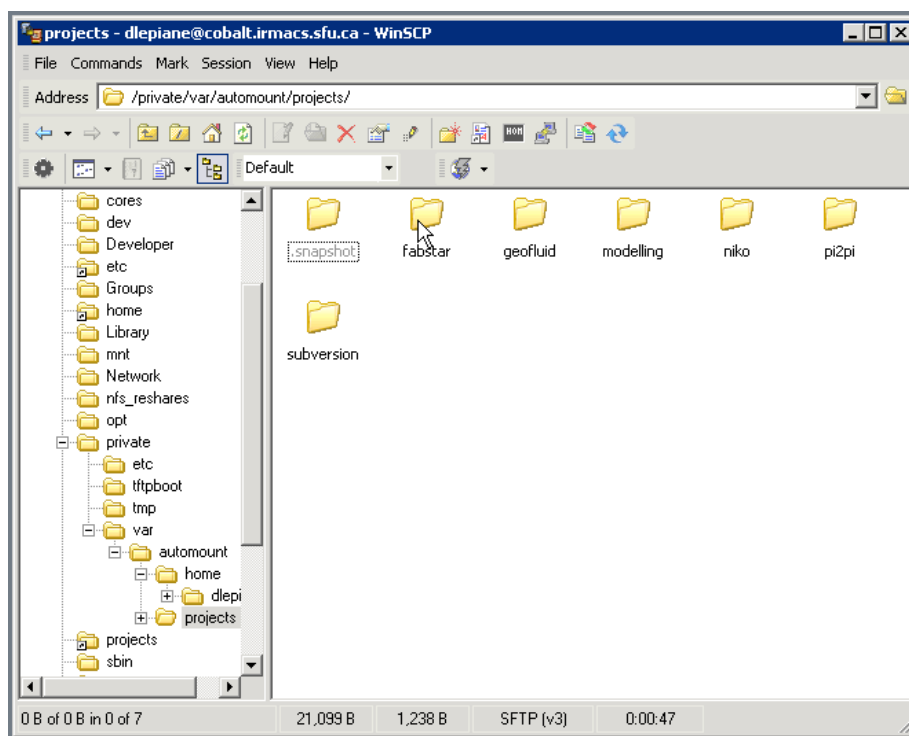 projects - dlepiane@cobalt.irmacs.sfu.ca - WinSCP
File Commands Mark Session View Help
Address /private/var/automount/projects/
Default
cores
dev
Developer
etc
Groups
home
Library
mnt
Network
nfs_reshares
opt
private
etc
tftpboot
tmp
var
automount
home
dlepi
projects
projects
sbin
.snapshot fabstar geofluid modelling niko pi2pi
subversion
0 B of 0 B in 0 of 7 21,099 B 1,238 B SFTP (v3) 0:00:47